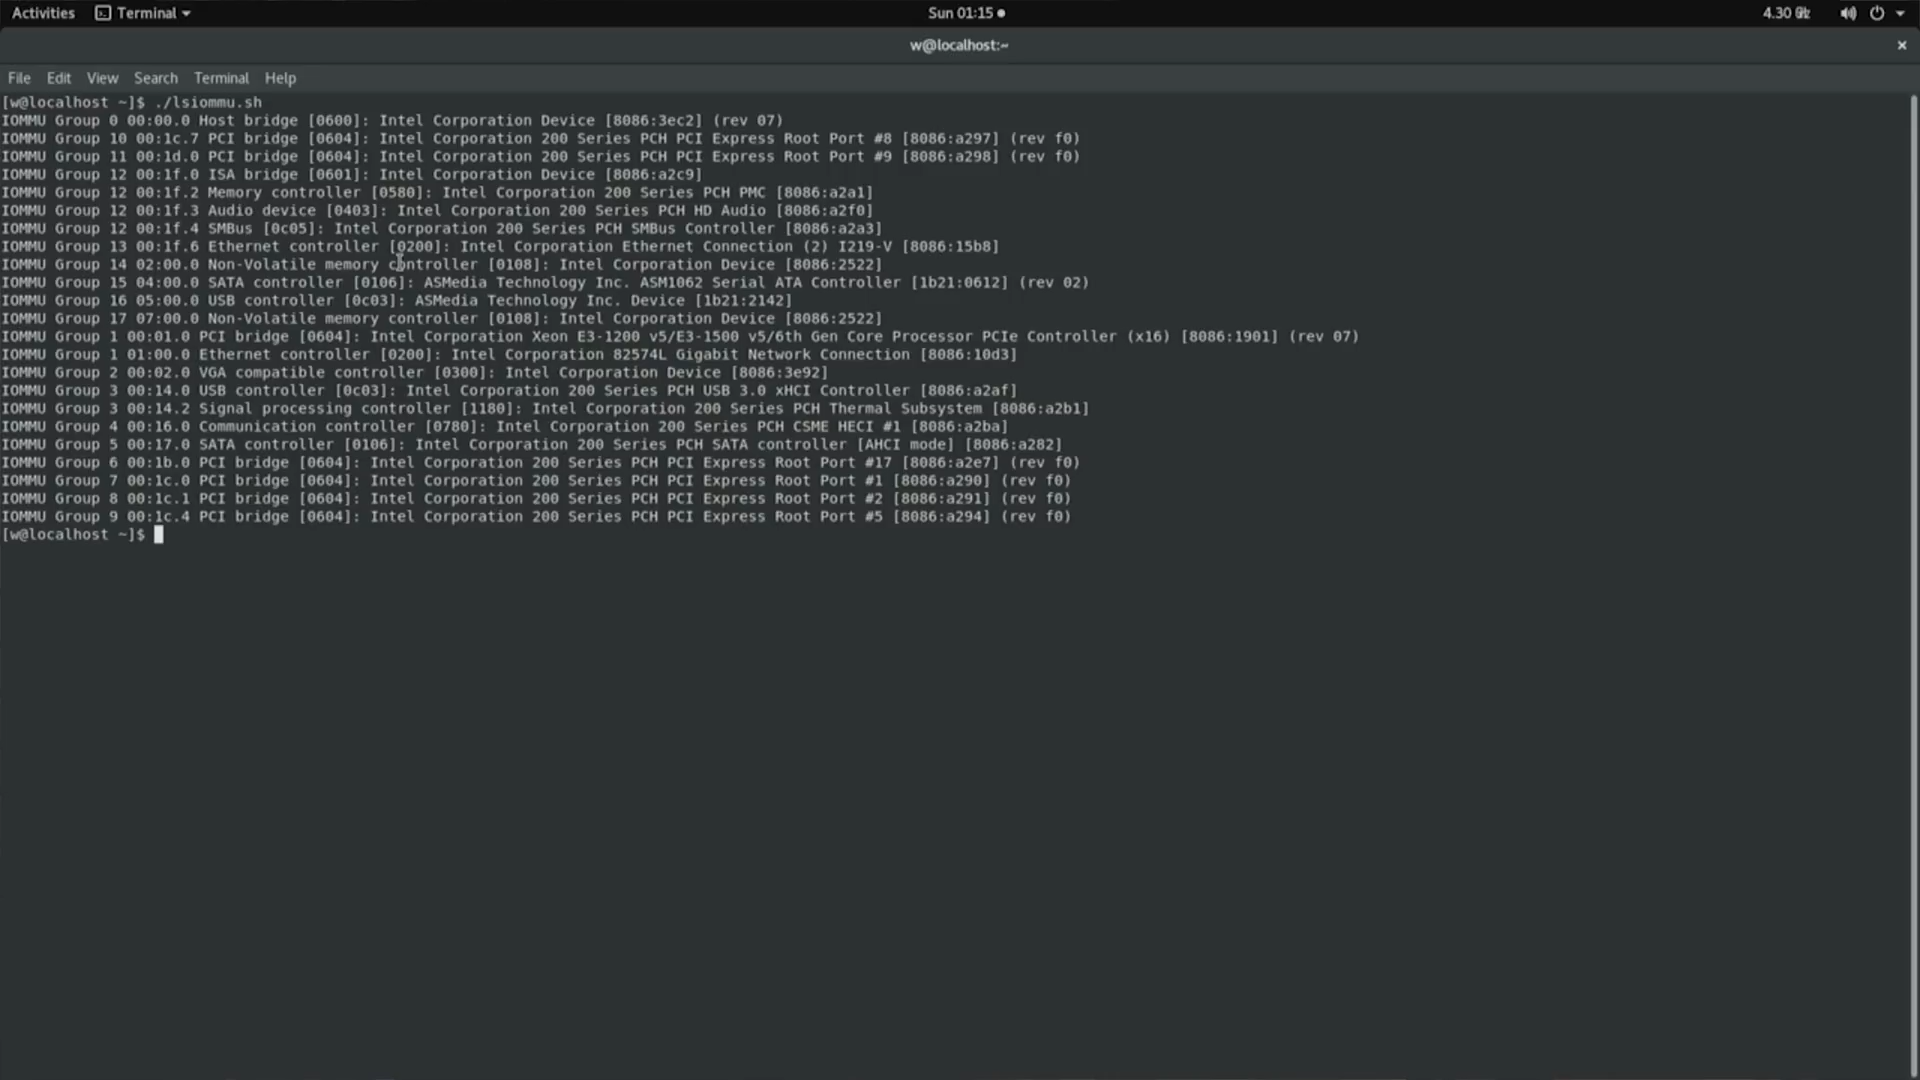 Activities Terminal Sun 01:15 4.30
w@localhost:~
File Edit View Search Terminal Help
[w@localhost ~]$ ./lsiommu.sh
IOMMU Group 0 00:00.0 Host bridge [0600]: Intel Corporation Device [8086:3ec2] (rev 07)
IOMMU Group 10 00:1c.7 PCI bridge [0604]: Intel Corporation 200 Series PCH PCI Express Root Port #8 [8086:a297] (rev f0)
IOMMU Group 11 00:1d.0 PCI bridge [0604]: Intel Corporation 200 Series PCH PCI Express Root Port #9 [8086:a298] (rev f0)
IOMMU Group 12 00:1f.0 ISA bridge [0601]: Intel Corporation Device [8086:a2c9]
IOMMU Group 12 00:1f.2 Memory controller [0580]: Intel Corporation 200 Series PCH PMC [8086:a2a1]
IOMMU Group 12 00:1f.3 Audio device [0403]: Intel Corporation 200 Series PCH HD Audio [8086:a2f0]
IOMMU Group 12 00:1f.4 SMBus [0c05]: Intel Corporation 200 Series PCH SMBus Controller [8086:a2a3]
IOMMU Group 13 00:1f.6 Ethernet controller [0200]: Intel Corporation Ethernet Connection (2) I219-V [8086:15b8]
IOMMU Group 14 02:00.0 Non-Volatile memory controller [0108]: Intel Corporation Device [8086:2522]
IOMMU Group 15 04:00.0 SATA controller [0106]: ASMedia Technology Inc. ASM1062 Serial ATA Controller [1b21:0612] (rev 02)
IOMMU Group 16 05:00.0 USB controller [0c03]: ASMedia Technology Inc. Device [1b21:2142]
IOMMU Group 17 07:00.0 Non-Volatile memory controller [0108]: Intel Corporation Device [8086:2522]
IOMMU Group 1 00:01.0 PCI bridge [0604]: Intel Corporation Xeon E3-1200 v5/E3-1500 v5/6th Gen Core Processor PCIe Controller (x16) [8086:1901] (rev 07)
IOMMU Group 1 01:00.0 Ethernet controller [0200]: Intel Corporation 82574L Gigabit Network Connection [8086:10d3]
IOMMU Group 2 00:02.0 VGA compatible controller [0300]: Intel Corporation Device [8086:3e92]
IOMMU Group 3 00:14.0 USB controller [0c03]: Intel Corporation 200 Series PCH USB 3.0 xHCI Controller [8086:a2af]
IOMMU Group 3 00:14.2 Signal processing controller [1180]: Intel Corporation 200 Series PCH Thermal Subsystem [8086:a2b1]
IOMMU Group 4 00:16.0 Communication controller [0780]: Intel Corporation 200 Series PCH CSME HECI #1 [8086:a2ba]
IOMMU Group 5 00:17.0 SATA controller [0106]: Intel Corporation 200 Series PCH SATA controller [AHCI mode] [8086:a282]
IOMMU Group 6 00:1b.0 PCI bridge [0604]: Intel Corporation 200 Series PCH PCI Express Root Port #17 [8086:a2e7] (rev f0)
IOMMU Group 7 00:1c.0 PCI bridge [0604]: Intel Corporation 200 Series PCH PCI Express Root Port #1 [8086:a290] (rev f0)
IOMMU Group 8 00:1c.1 PCI bridge [0604]: Intel Corporation 200 Series PCH PCI Express Root Port #2 [8086:a291] (rev f0)
IOMMU Group 9 00:1c.4 PCI bridge [0604]: Intel Corporation 200 Series PCH PCI Express Root Port #5 [8086:a294] (rev f0)
[w@localhost ~]$